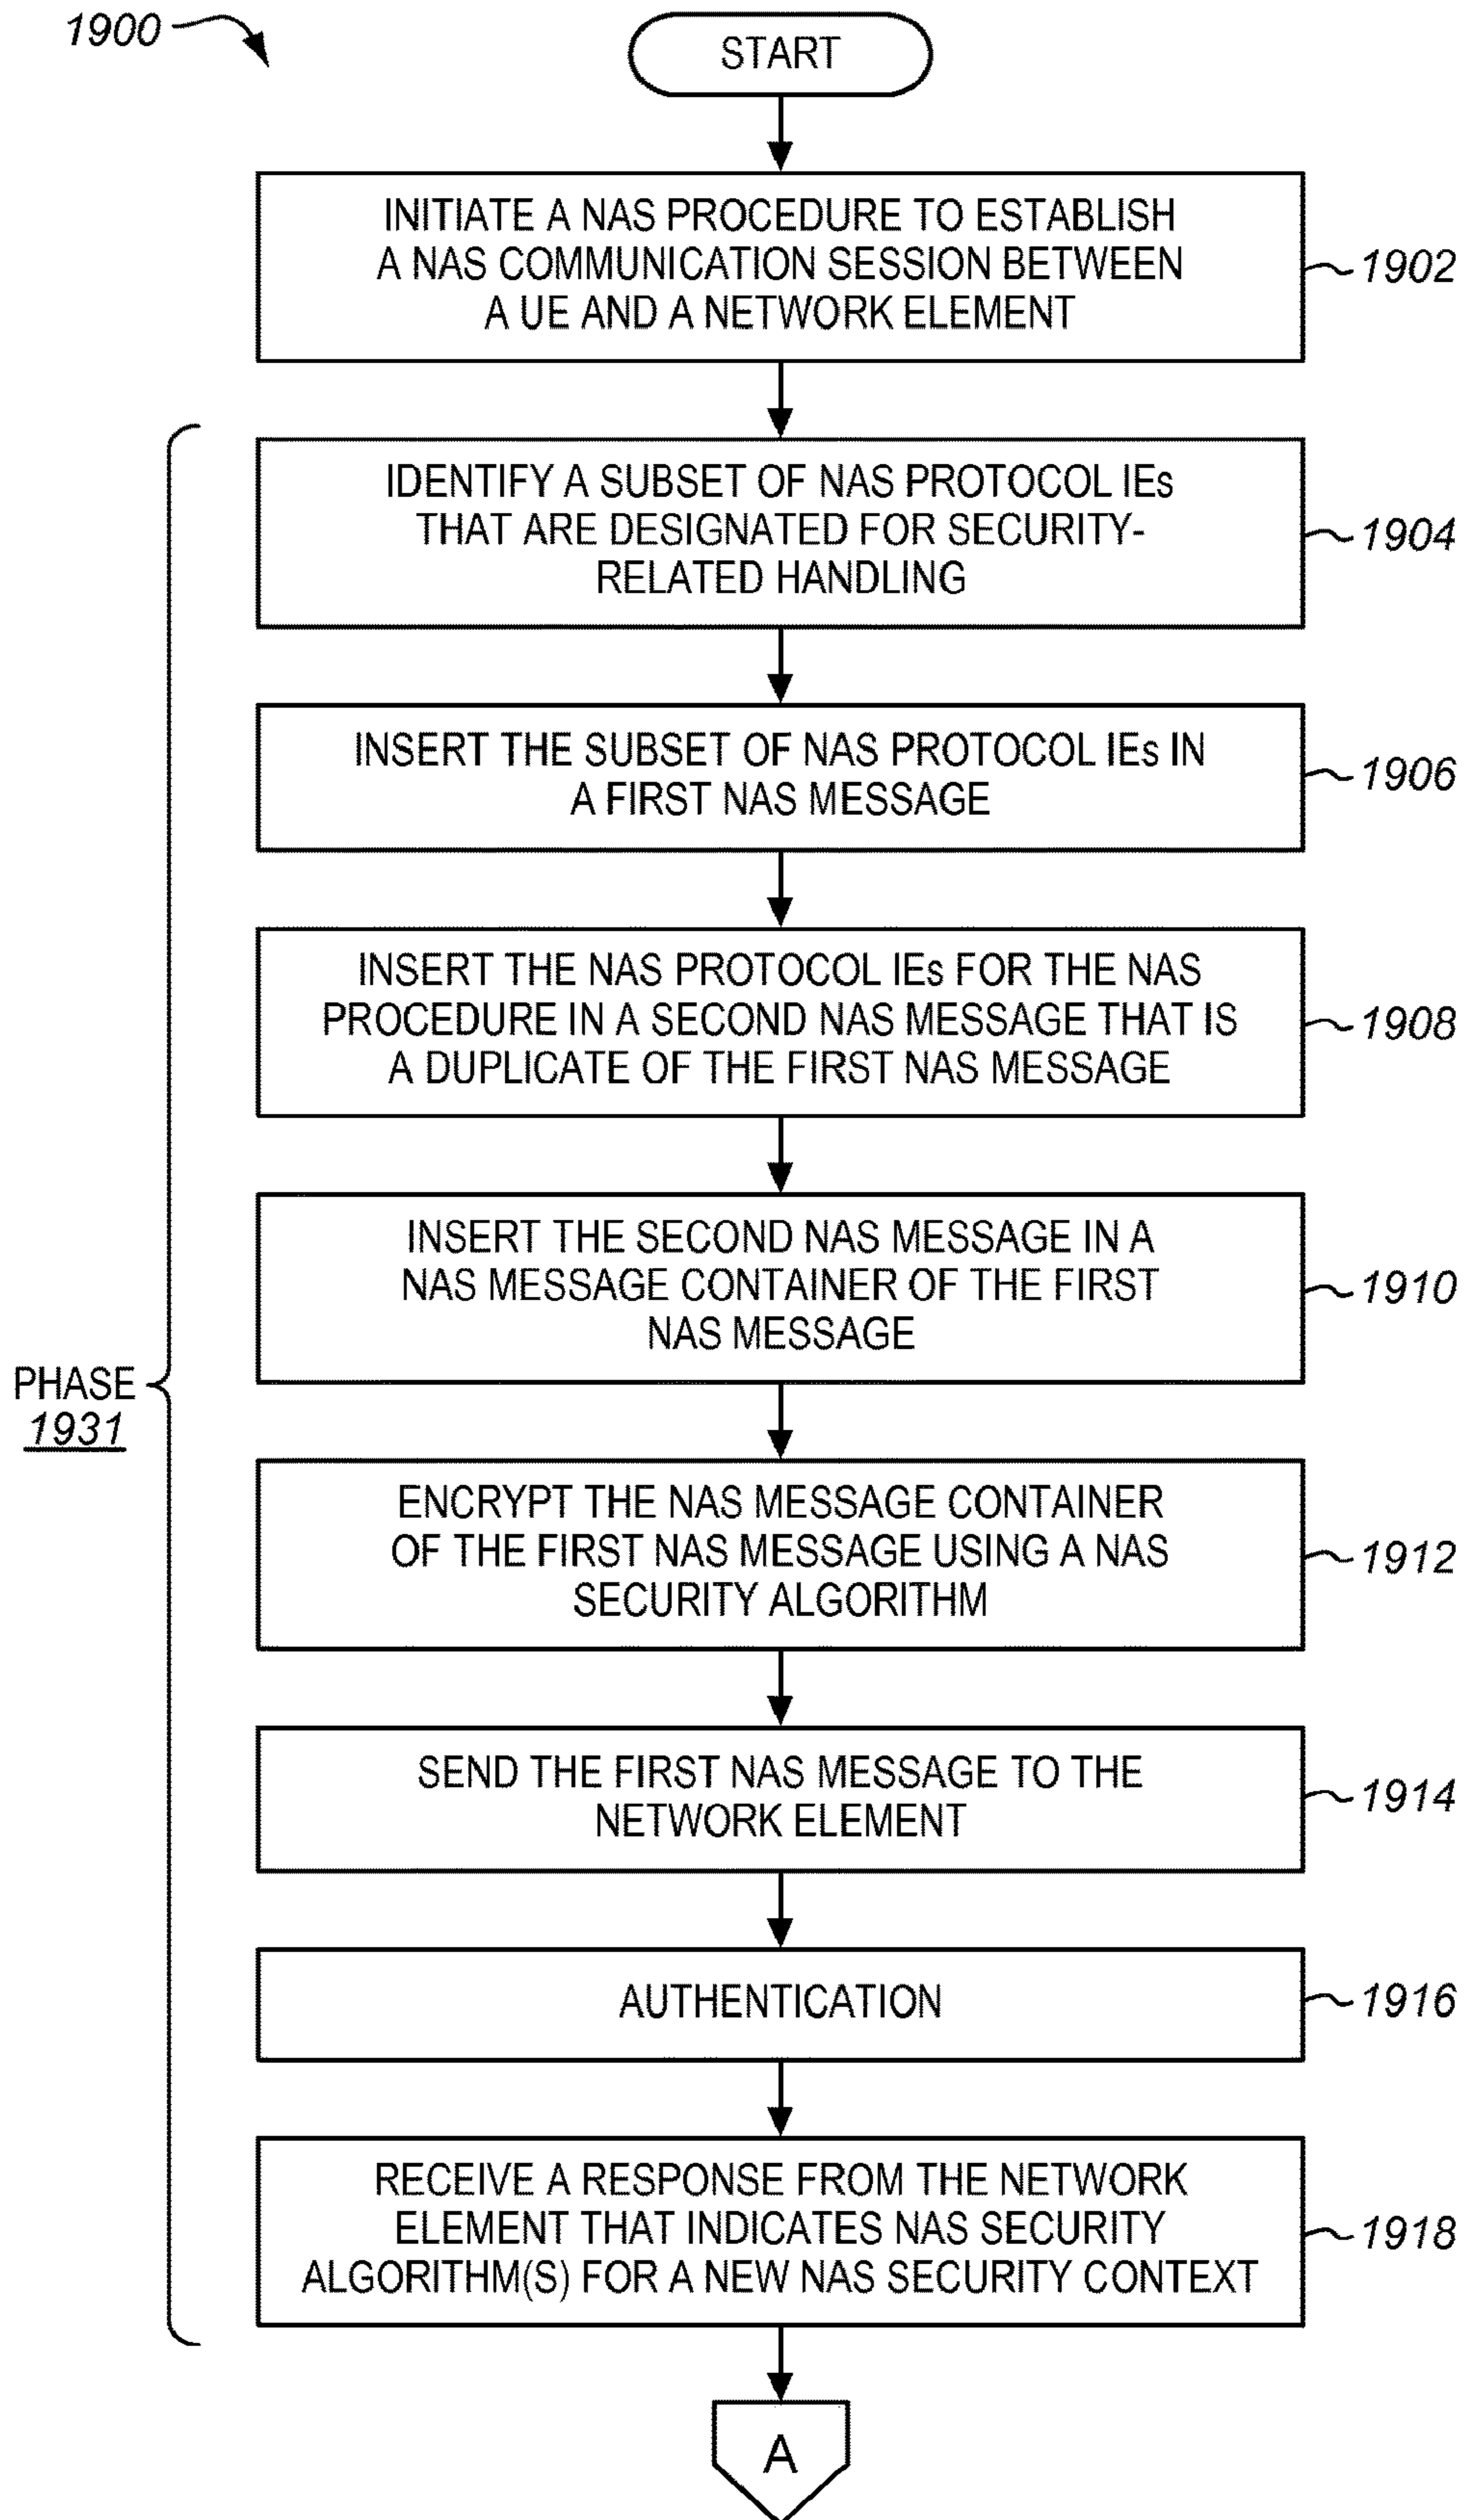 1900
START
INITIATE A NAS PROCEDURE TO ESTABLISH
A NAS COMMUNICATION SESSION BETWEEN
A UE AND A NETWORK ELEMENT
1902
IDENTIFY A SUBSET OF NAS PROTOCOL IEs
THAT ARE DESIGNATED FOR SECURITY-
RELATED HANDLING
1904
INSERT THE SUBSET OF NAS PROTOCOL IEs IN
A FIRST NAS MESSAGE
1906
INSERT THE NAS PROTOCOL IEs FOR THE NAS
PROCEDURE IN A SECOND NAS MESSAGE THAT IS
A DUPLICATE OF THE FIRST NAS MESSAGE
1908
INSERT THE SECOND NAS MESSAGE IN A
NAS MESSAGE CONTAINER OF THE FIRST
NAS MESSAGE
1910
PHASE
1931
ENCRYPT THE NAS MESSAGE CONTAINER
OF THE FIRST NAS MESSAGE USING A NAS
SECURITY ALGORITHM
1912
SEND THE FIRST NAS MESSAGE TO THE
NETWORK ELEMENT
1914
AUTHENTICATION
1916
RECEIVE A RESPONSE FROM THE NETWORK
ELEMENT THAT INDICATES NAS SECURITY
ALGORITHM(S) FOR A NEW NAS SECURITY CONTEXT
1918
A